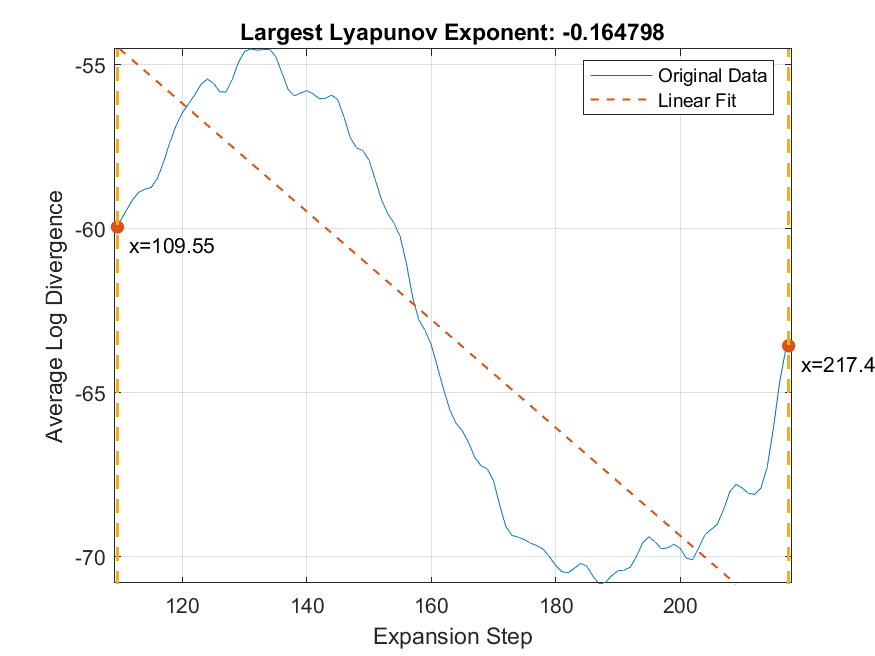 Largest Lyapunov Exponent: -0.164798
Original Data
Linear Fit
-55
-60
-65
-70
Average Log Divergence
x=109.55
x=217.4
120
140
160
180
200
Expansion Step